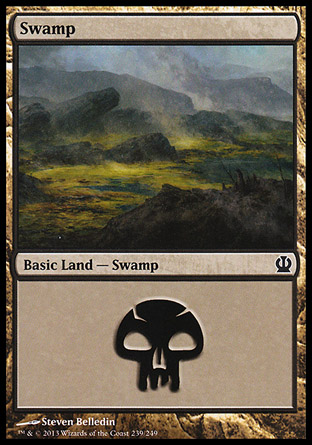 Swamp
Basic Land — Swamp
Steven Belledin
™ & © 2013 Wizards of the Coast 239/249